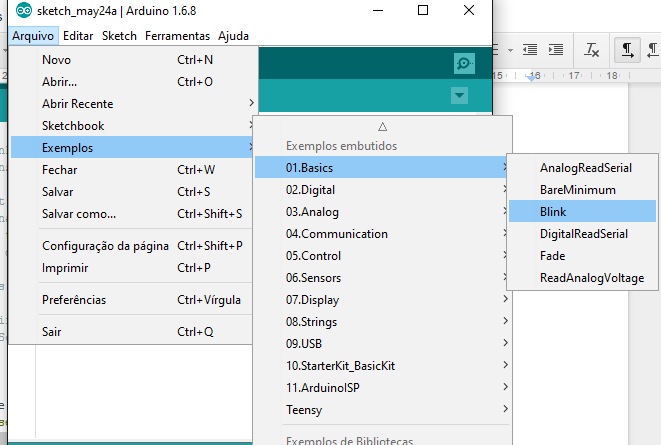 sketch_may24a | Arduino 1.6.8
Arquivo Editar Sketch Ferramentas Ajuda
Novo Ctrl+N
Abrir... Ctrl+O
Abrir Recente
Sketchbook
Exemplos
Fechar Ctrl+W
Salvar Ctrl+S
Salvar como... Ctrl+Shift+S
Configuração da página Ctrl+Shift+P
Imprimir Ctrl+P
Preferências Ctrl+Vírgula
Sair Ctrl+Q
Exemplos embutidos
01.Basics
02.Digital
03.Analog
04.Communication
05.Control
06.Sensors
07.Display
08.Strings
09.USB
10.StarterKit_BasicKit
11.ArduinoISP
Teensy
Exemplos de Bibliotecas
AnalogReadSerial
BareMinimum
Blink
DigitalReadSerial
Fade
ReadAnalogVoltage
15 16 17 18